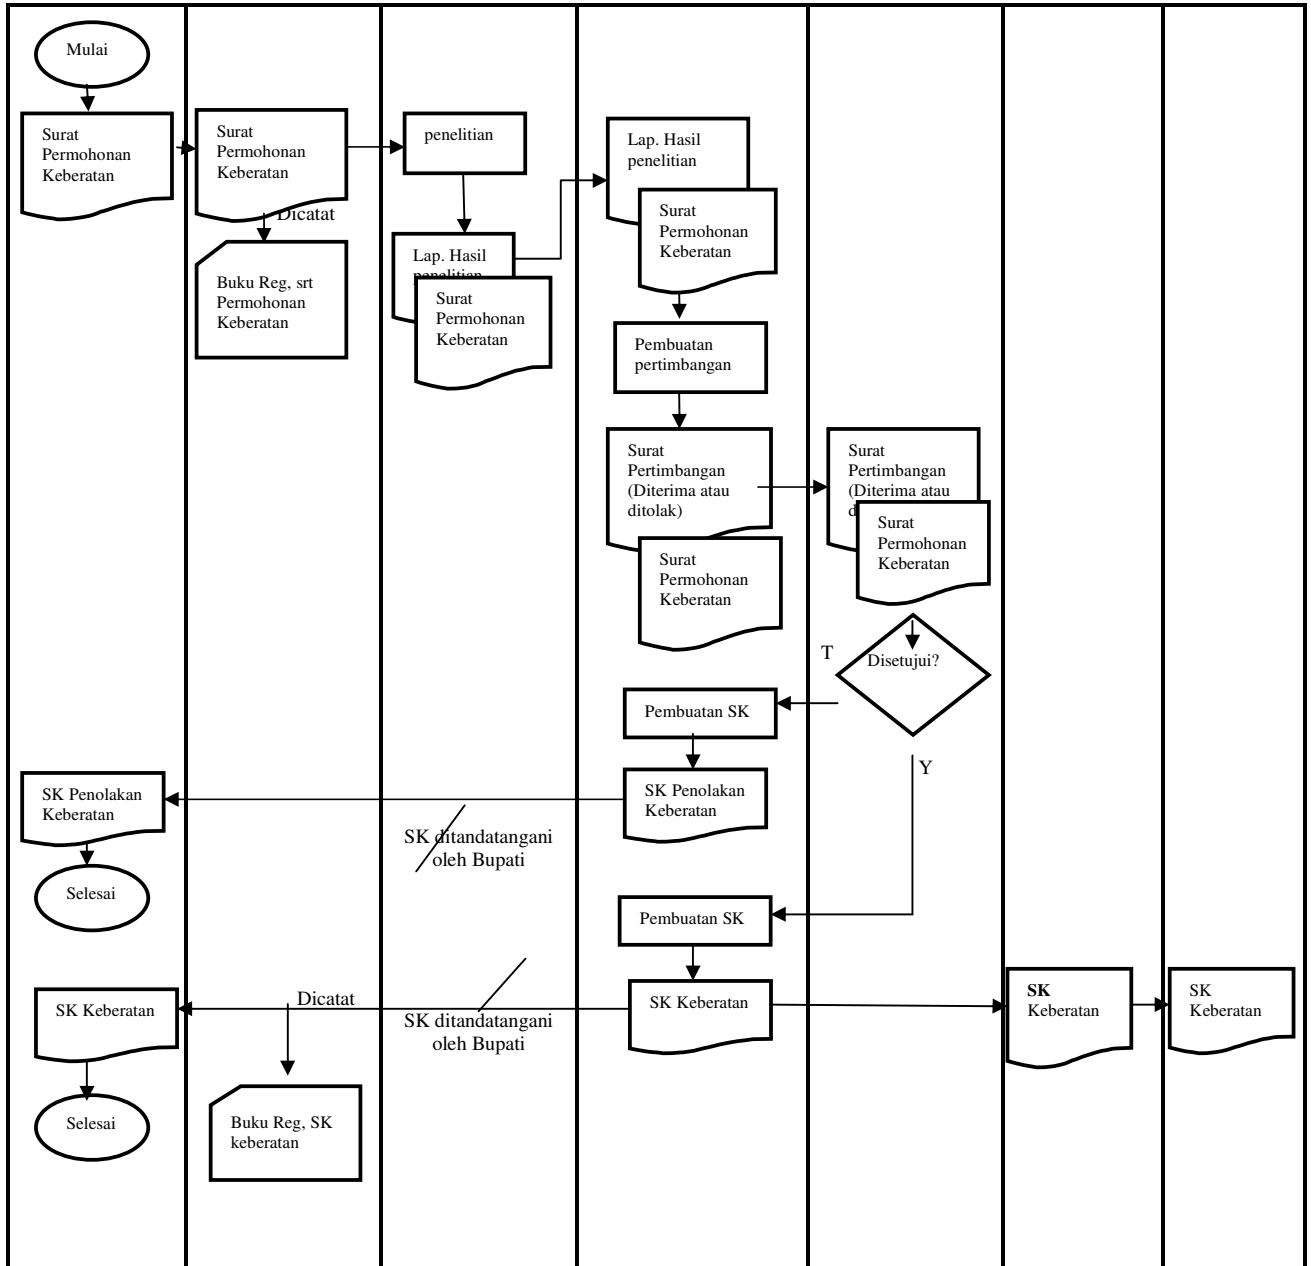 Mulai
Surat
Permohonan
Keberatan
Surat
Permohonan
Keberatan
Dicatat
Buku Reg, srt
Permohonan
Keberatan
penelitian
Lap. Hasil
penelitian
Surat
Permohonan
Keberatan
Lap. Hasil
penelitian
Surat
Permohonan
Keberatan
Pembuatan
pertimbangan
Surat
Pertimbangan
(Diterima atau
ditolak)
Surat
Permohonan
Keberatan
Surat
Pertimbangan
(Diterima atau
Surat
Permohonan
Keberatan
T
Disetujui?
Pembuatan SK
Y
SK Penolakan
Keberatan
SK Penolakan
Keberatan
SK ditandatangani
oleh Bupati
Selesai
Pembuatan SK
SK Keberatan
Dicatat
SK ditandatangani
oleh Bupati
SK Keberatan
SK
Keberatan
SK
Keberatan
Selesai
Buku Reg, SK
keberatan